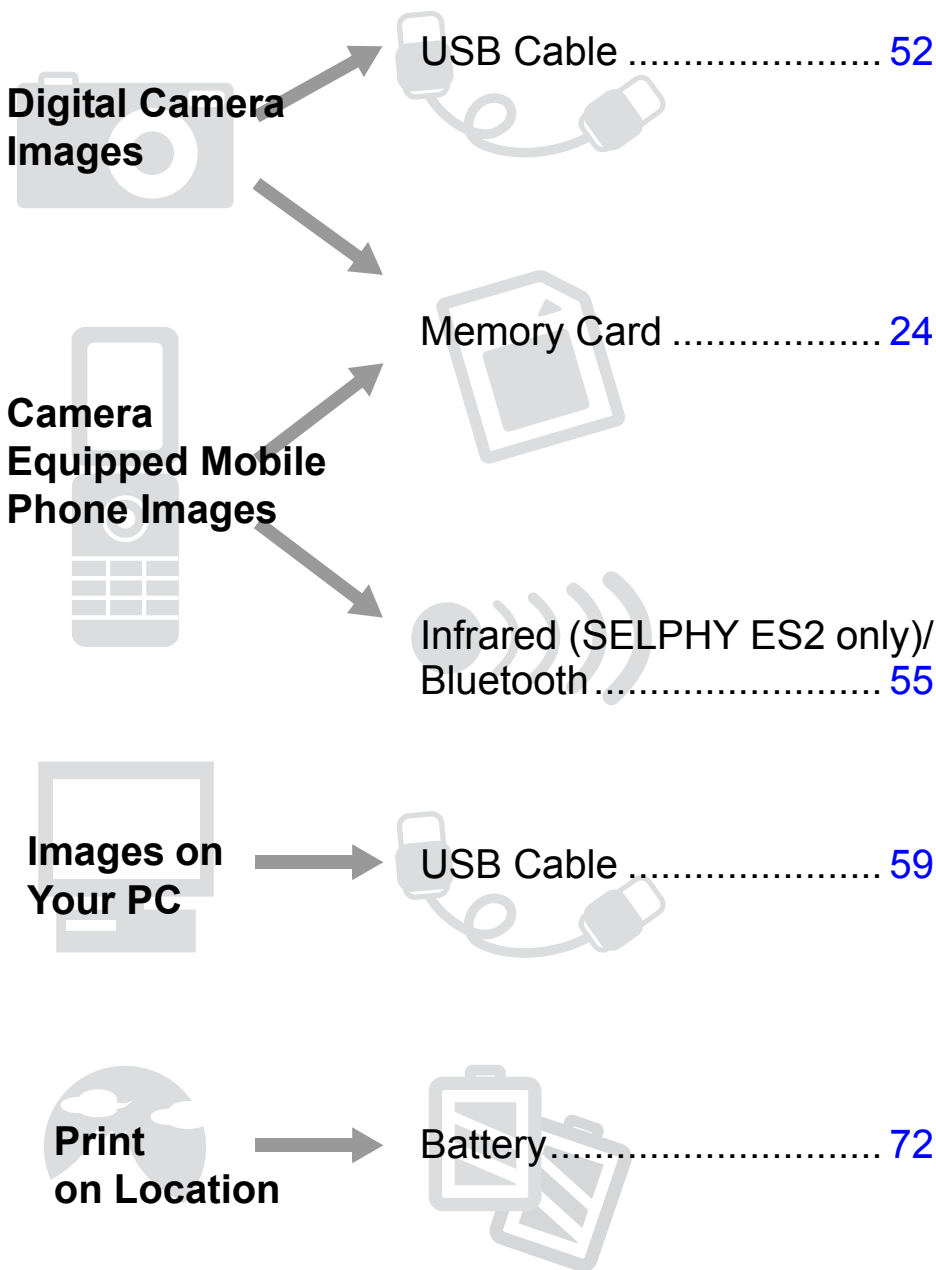 Digital Camera
Images
USB Cable ....................... 52
Memory Card ................... 24
Camera
Equipped Mobile
Phone Images
Infrared (SELPHY ES2 only)/
Bluetooth.......................... 55
Images on
Your PC
USB Cable ....................... 59
Print
on Location
Battery.............................. 72